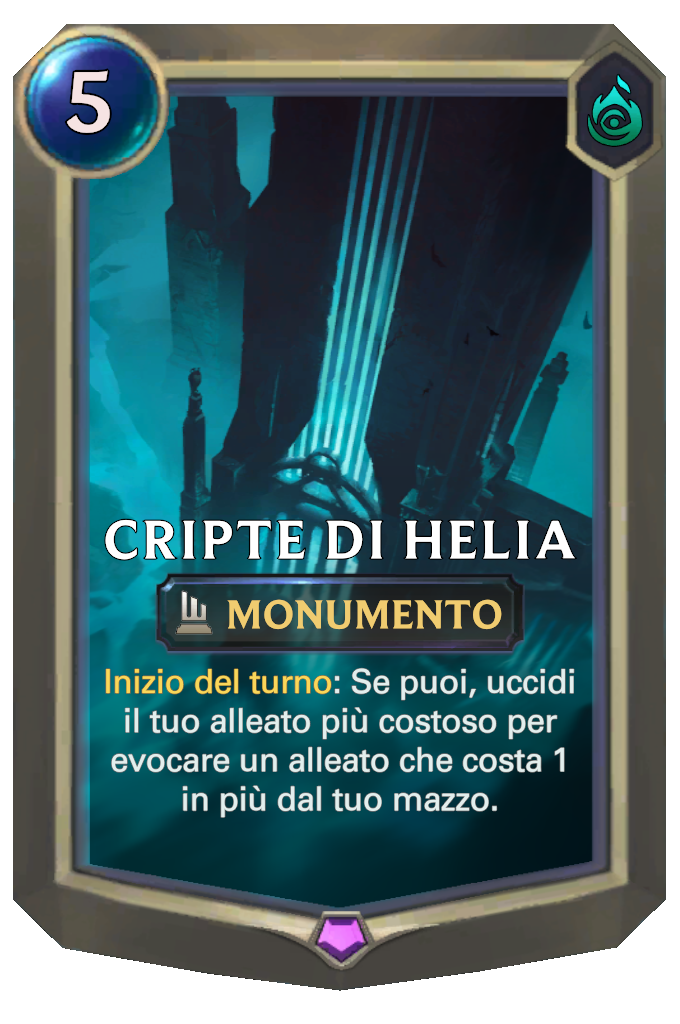 5
CRIPTE DI HELIA
MONUMENTO
Inizio del turno: Se puoi, uccidi
il tuo alleato più costoso per
evocare un alleato che costa 1
in più dal tuo mazzo.